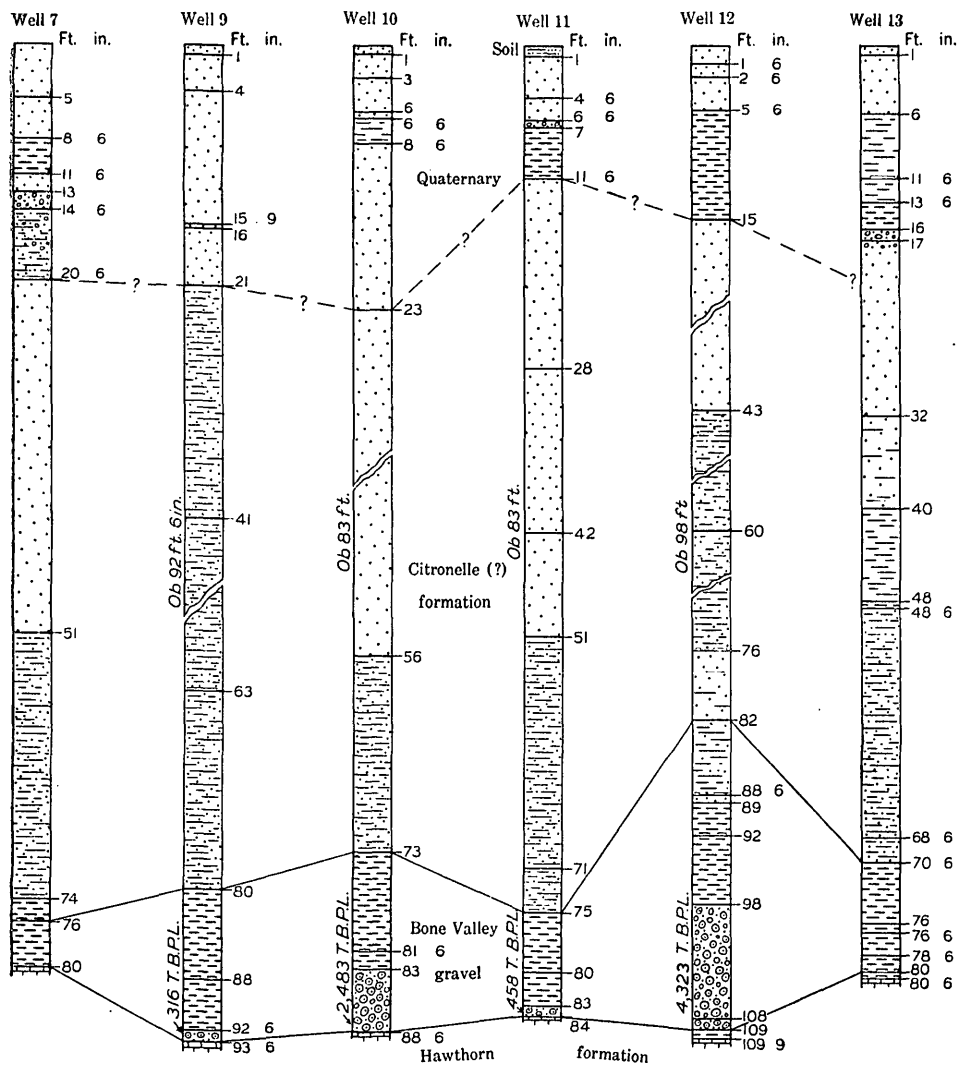 Well 7
Ft. in.
5
8 6
11 6
13
14 6
20 6
51
74
76
80
Well 9
Ft. in.
1
4
15 9
16
21
41
63
80
88
92 6
93 6
Ob 92 ft. 6 in.
316 T.B.P.L.
Well 10
Ft. in.
1
3
6
6 6
8 6
23
56
73
81 6
83
88 6
Ob 83 ft.
2,483 T.B.P.L.
Well 11
Ft. in.
Soil
1
4 6
6 6
7
11 6
28
42
51
71
75
80
83
84
Ob 83 ft.
458 T.B.P.L.
Well 12
Ft. in.
1 6
2 6
5 6
15
43
60
76
82
88 6
89
92
98
108
109
109 9
Ob 98 ft
4,323 T.B.P.L.
Well 13
Ft. in.
1
6
11 6
13 6
16
17
32
40
48
48 6
68 6
70 6
76
76 6
78 6
80
80 6
Quaternary
? ? ? ? ?
Citronelle (?)
formation
Bone Valley
gravel
Hawthorn formation